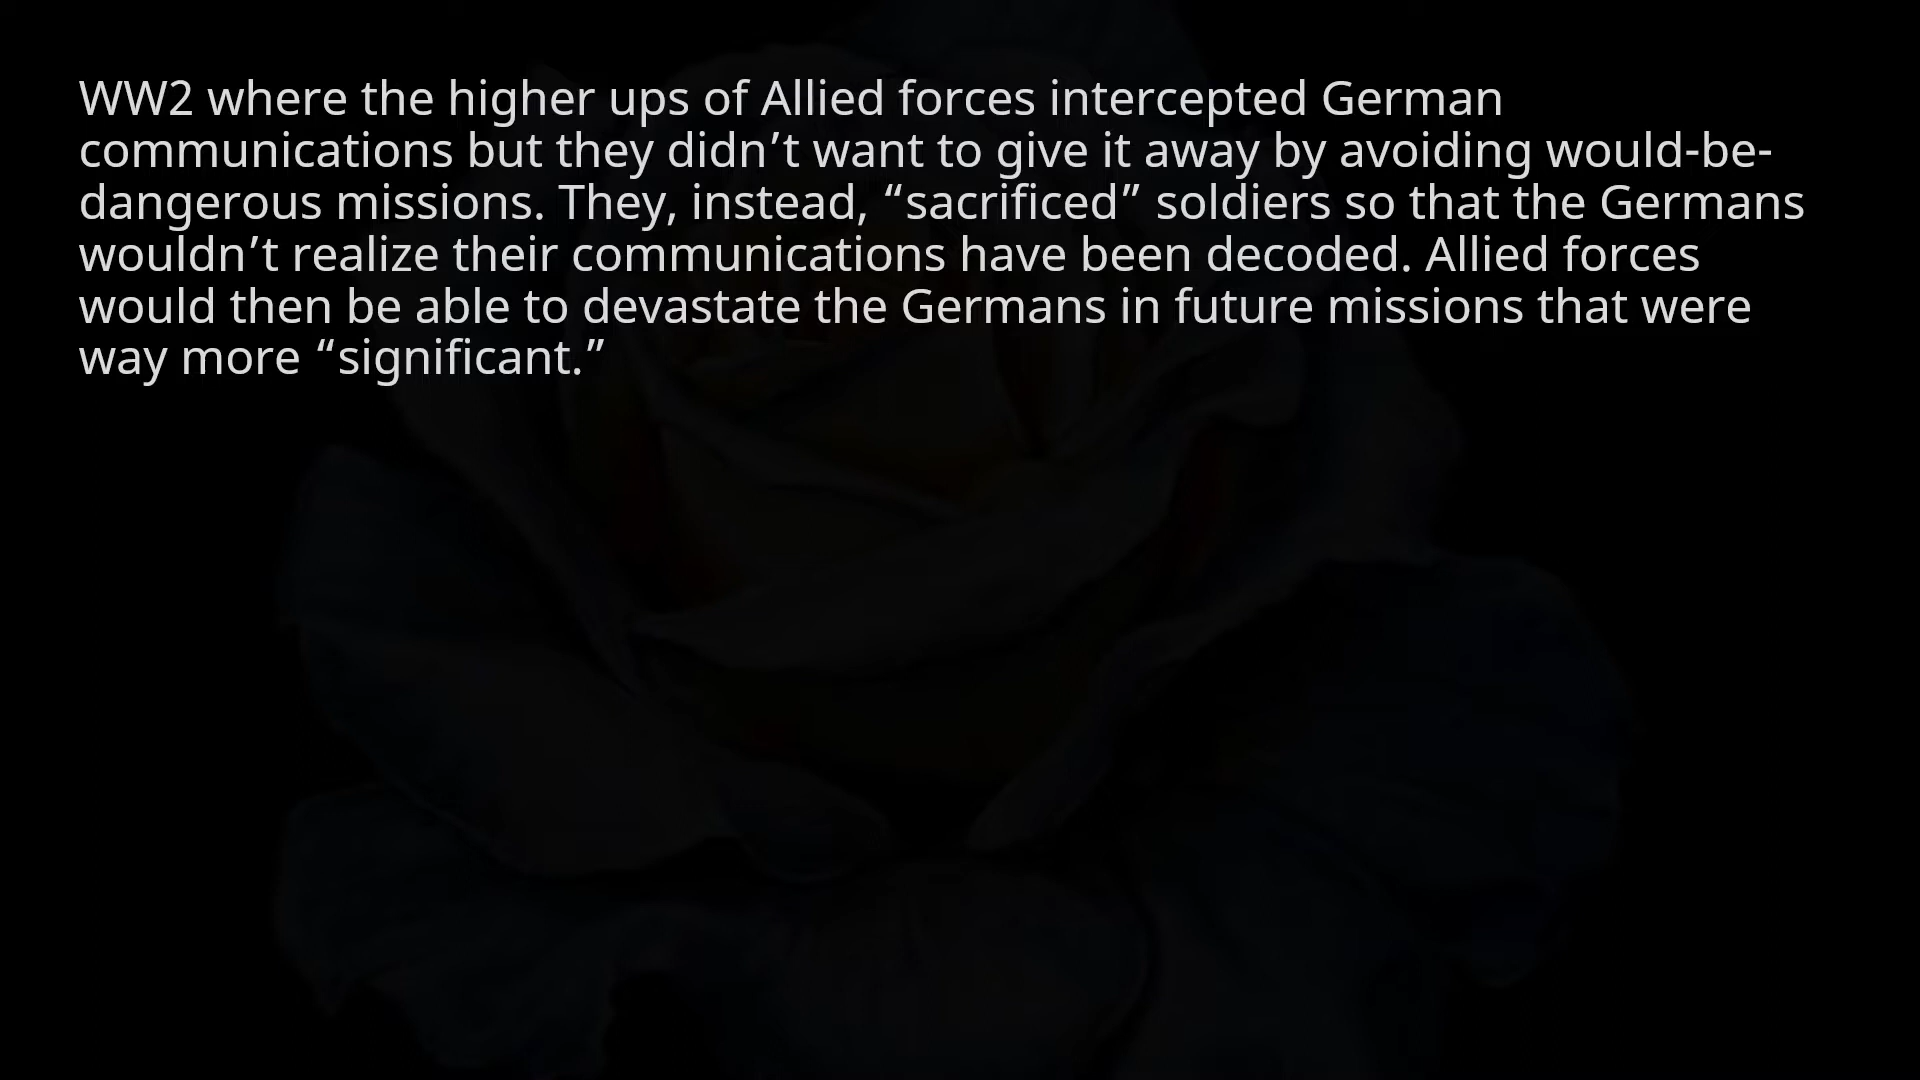 WW2 where the higher ups of Allied forces intercepted German
communications but they didn’t want to give it away by avoiding would-be-
dangerous missions. They, instead, “sacrificed” soldiers so that the Germans
wouldn’t realize their communications have been decoded. Allied forces
would then be able to devastate the Germans in future missions that were
way more “significant.”